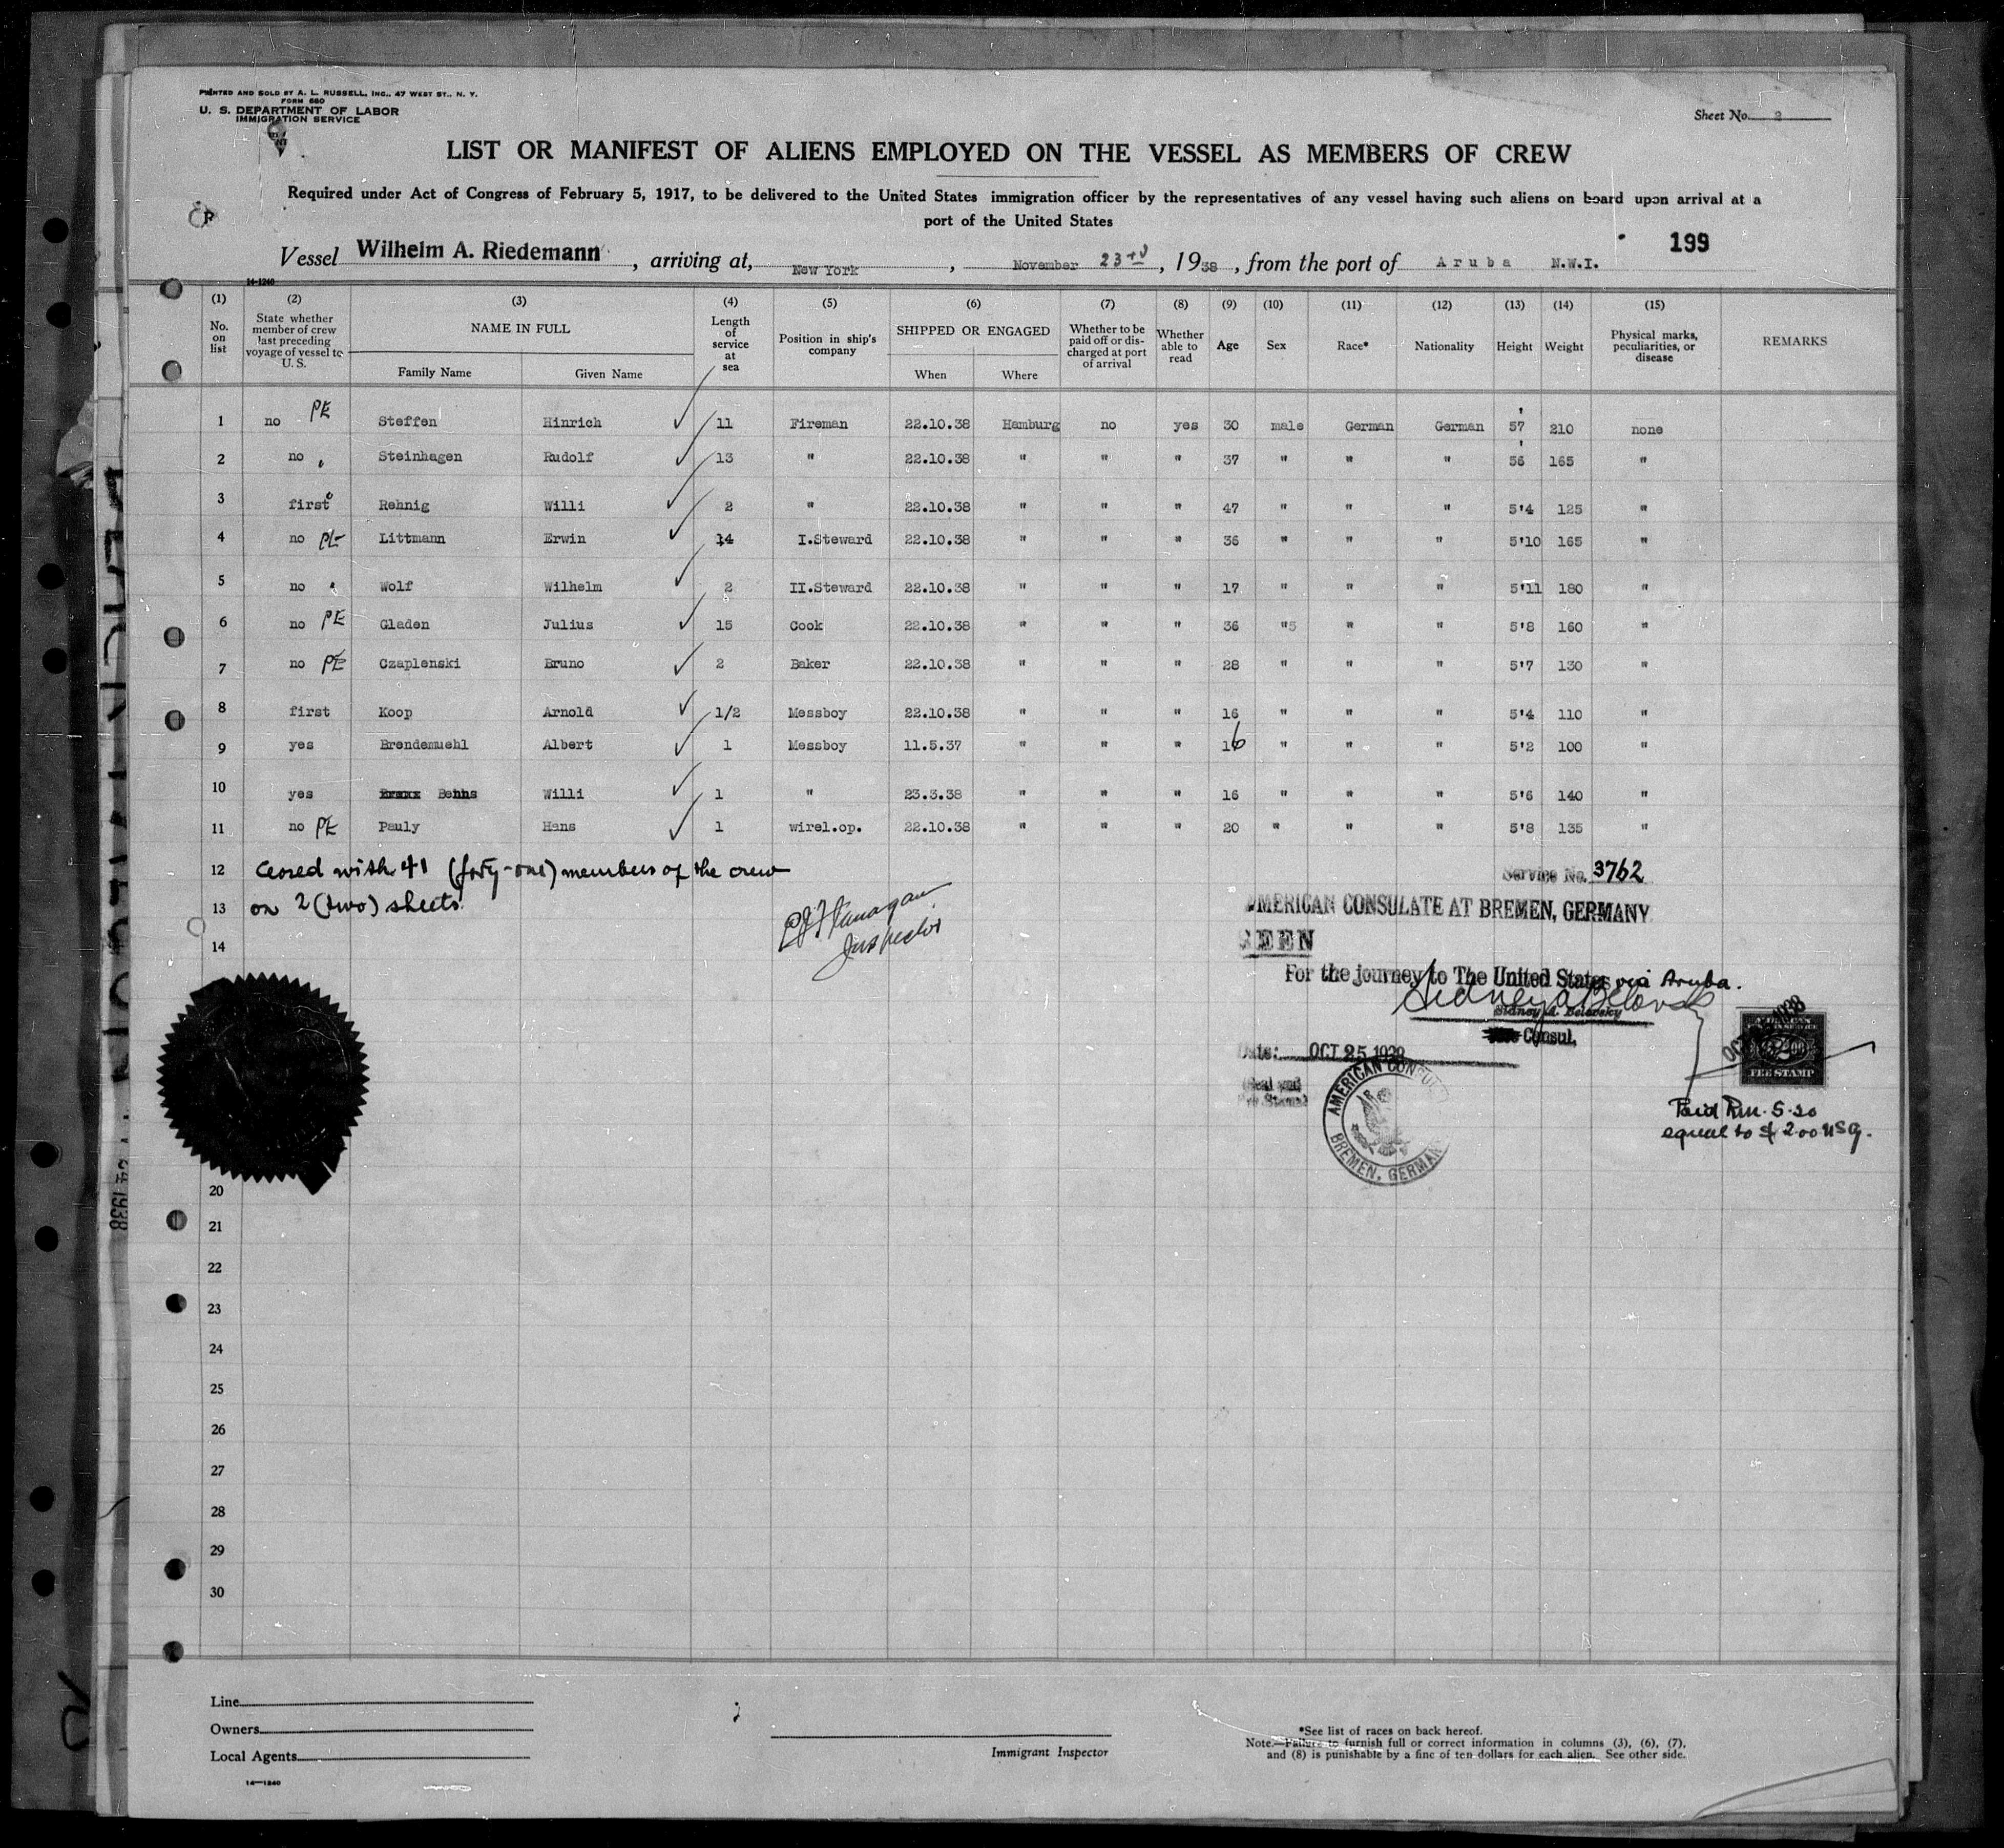 PRINTED AND SOLD BY A. L. RUSSELL, INC., 47 WEST ST., N. Y.
FORM 680
U. S. DEPARTMENT OF LABOR
IMMIGRATION SERVICE
Sheet No. 2
LIST OR MANIFEST OF ALIENS EMPLOYED ON THE VESSEL AS MEMBERS OF CREW
Required under Act of Congress of February 5, 1917, to be delivered to the United States immigration officer by the representatives of any vessel having such aliens on board upon arrival at a
port of the United States
199
Vessel Wilhelm A. Riedemann, arriving at, New York, November 23rd, 1938, from the port of Aruba N.W.I.
14-1240
(1) (2) (3) (4) (5) (6) (7) (8) (9) (10) (11) (12) (13) (14) (15)
No. on list | State whether member of crew last preceding voyage of vessel to U. S. | NAME IN FULL | Length of service at sea | Position in ship's company | SHIPPED OR ENGAGED | Whether to be paid off or discharged at port of arrival | Whether able to read | Age | Sex | Race* | Nationality | Height | Weight | Physical marks, peculiarities, or disease | REMARKS
Family Name | Given Name | When | Where
1 no PE Steffen Hinrich 11 Fireman 22.10.38 Hamburg no yes 30 male German German 5'7 210 none
2 no " Steinhagen Rudolf 13 " 22.10.38 " " " 37 " " " 5'6 165 "
3 first Rehnig Willi 2 " 22.10.38 " " " 47 " " " 5'4 125 "
4 no PE Littmann Erwin 14 I.Steward 22.10.38 " " " 36 " " " 5'10 165 "
5 no " Wolf Wilhelm 2 II.Steward 22.10.38 " " " 17 " " " 5'11 180 "
6 no PE Gladen Julius 15 Cook 22.10.38 " " " 36 "5 " " 5'8 160 "
7 no PE Czaplenski Bruno 2 Baker 22.10.38 " " " 28 " " " 5'7 130 "
8 first Koop Arnold 1/2 Messboy 22.10.38 " " " 16 " " " 5'4 110 "
9 yes Brendemuehl Albert 1 Messboy 11.5.37 " " " 16 " " " 5'2 100 "
10 yes Behns Willi 1 " 23.3.38 " " " 16 " " " 5'6 140 "
11 no PE Pauly Hans 1 wirel.op. 22.10.38 " " " 20 " " " 5'8 135 "
12 Closed with 41 (forty-one) members of the crew
13 on 2 (two) sheets.
14
Inspector
Service No. 3762
AMERICAN CONSULATE AT BREMEN, GERMANY
SEEN
For the journey to The United States via Aruba.
Sidney A. Belovsky
Sidney A. Belovsky
Consul.
Date: OCT 25 1938
(Seal and
Fee Stamp)
AMERICAN CONSUL
BREMEN, GERMANY
FEE STAMP
Paid Rm. 5.20
equal to $ 2.00 USG.
20
21
22
23
24
25
26
27
28
29
30
Line
Owners
Local Agents
14—1240
Immigrant Inspector
*See list of races on back hereof.
Note.—Failure to furnish full or correct information in columns (3), (6), (7),
and (8) is punishable by a fine of ten dollars for each alien. See other side.